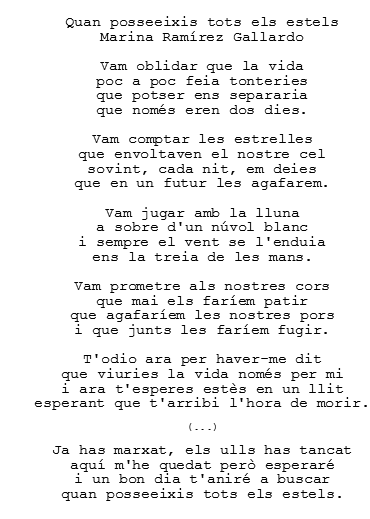 Quan posseeixis tots els estels
Marina Ramírez Gallardo
Vam oblidar que la vida
poc a poc feia tonteries
que potser ens separaria
que només eren dos dies.
Vam comptar les estrelles
que envoltaven el nostre cel
sovint, cada nit, em deies
que en un futur les agafarem.
Vam jugar amb la lluna
a sobre d'un núvol blanc
i sempre el vent se l'enduia
ens la treia de les mans.
Vam prometre als nostres cors
que mai els faríem patir
que agafaríem les nostres pors
i que junts les faríem fugir.
T'odio ara per haver-me dit
que viuries la vida només per mi
i ara t'esperes estès en un llit
esperant que t'arribi l'hora de morir.
(...)
Ja has marxat, els ulls has tancat
aquí m'he quedat però esperaré
i un bon dia t'aniré a buscar
quan posseeixis tots els estels.